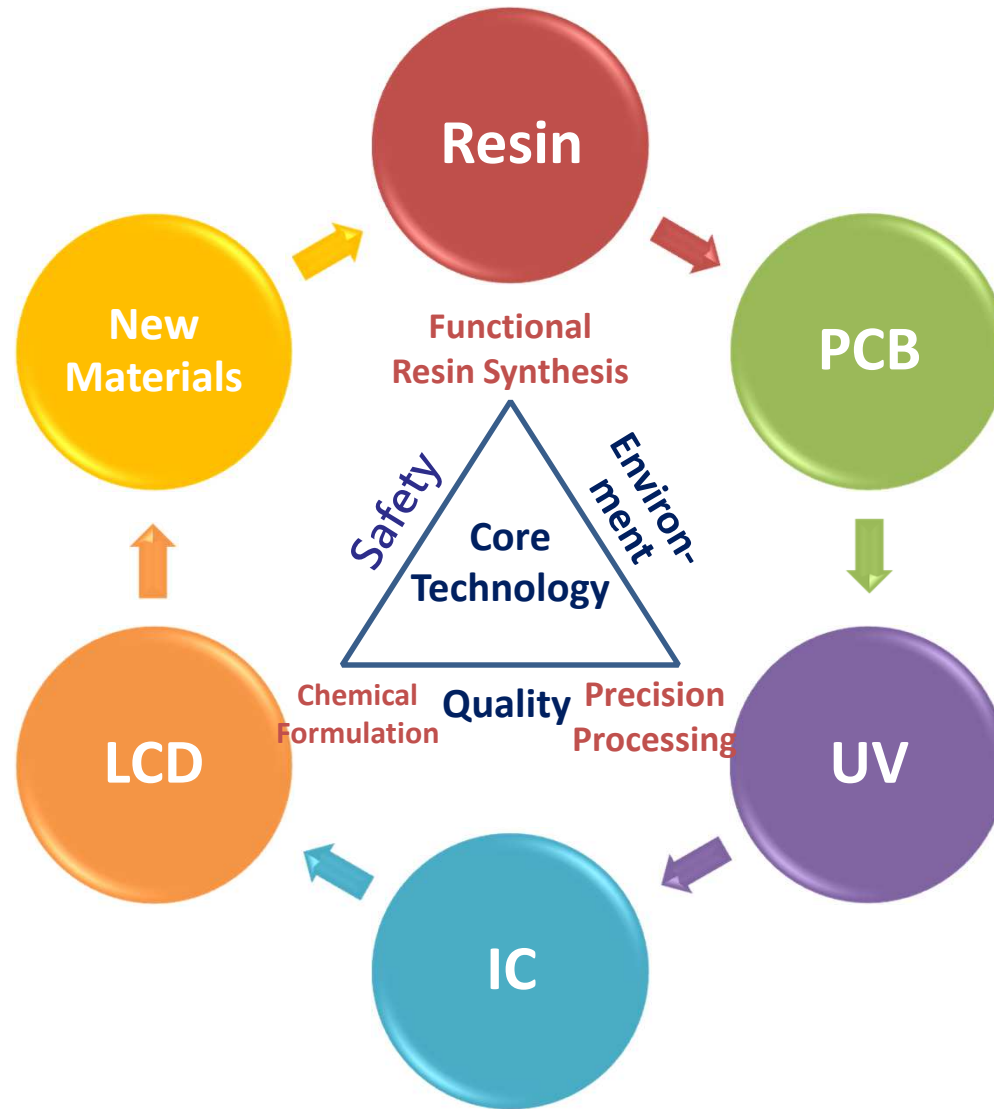 Resin
New
Materials
PCB
Functional
Resin Synthesis
Safety
Environ-
ment
Core
Technology
Chemical
Formulation
Quality
Precision
Processing
LCD
UV
IC